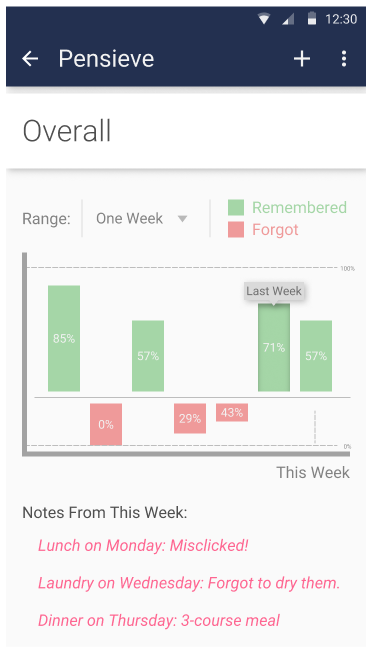 12:30
Pensieve
Overall
Range: One Week
Remembered
Forgot
100%
Last Week
85% 57% 71% 57%
0% 29% 43%
0%
This Week
Notes From This Week:
Lunch on Monday: Misclicked!
Laundry on Wednesday: Forgot to dry them.
Dinner on Thursday: 3-course meal